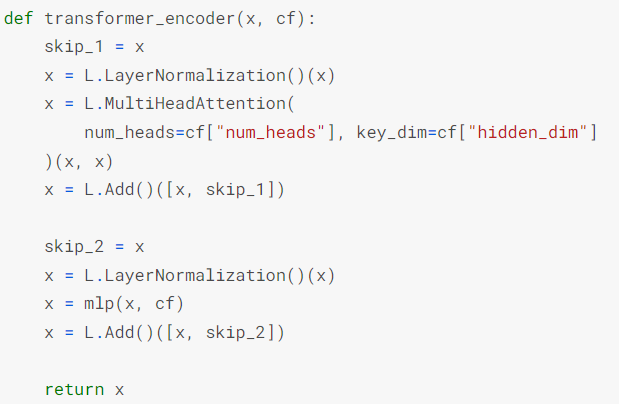 def transformer_encoder(x, cf):
    skip_1 = x
    x = L.LayerNormalization()(x)
    x = L.MultiHeadAttention(
        num_heads=cf["num_heads"], key_dim=cf["hidden_dim"]
    )(x, x)
    x = L.Add()([x, skip_1])

    skip_2 = x
    x = L.LayerNormalization()(x)
    x = mlp(x, cf)
    x = L.Add()([x, skip_2])

    return x